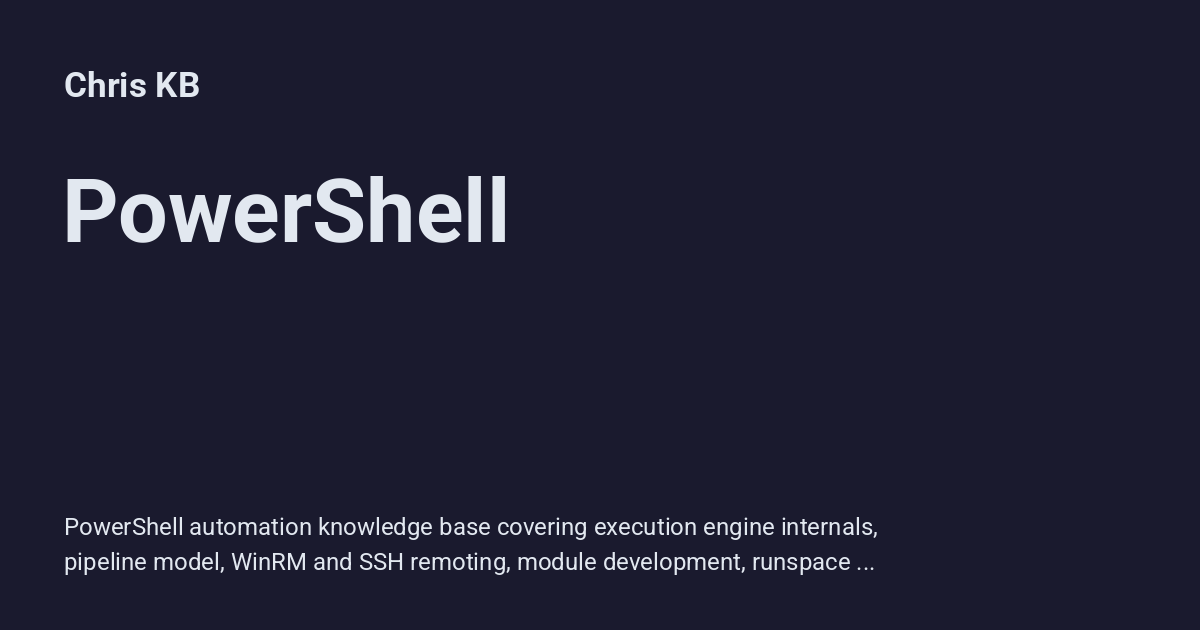 Chris KB
PowerShell
PowerShell automation knowledge base covering execution engine internals,
pipeline model, WinRM and SSH remoting, module development, runspace ...